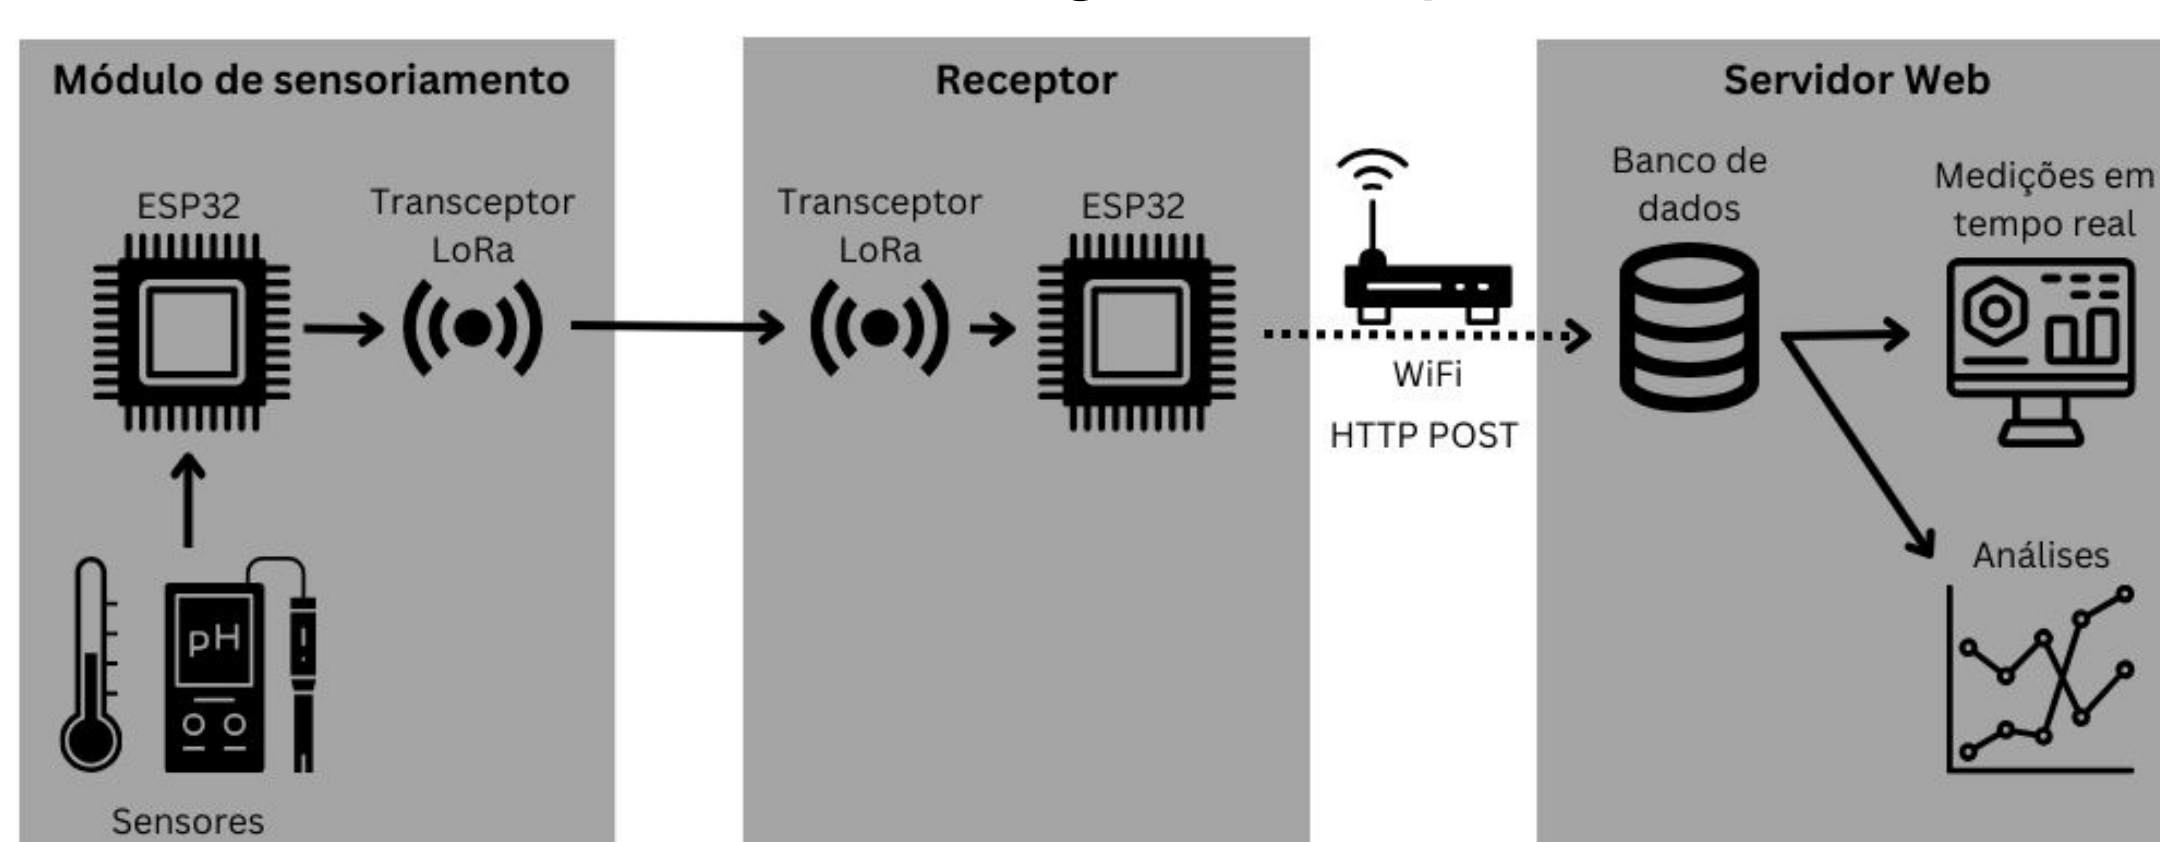 Módulo de sensoriamento
ESP32
Transceptor
LoRa
pH
Sensores
Receptor
Transceptor
LoRa
ESP32
WiFi
HTTP POST
Servidor Web
Banco de
dados
Medições em
tempo real
Análises